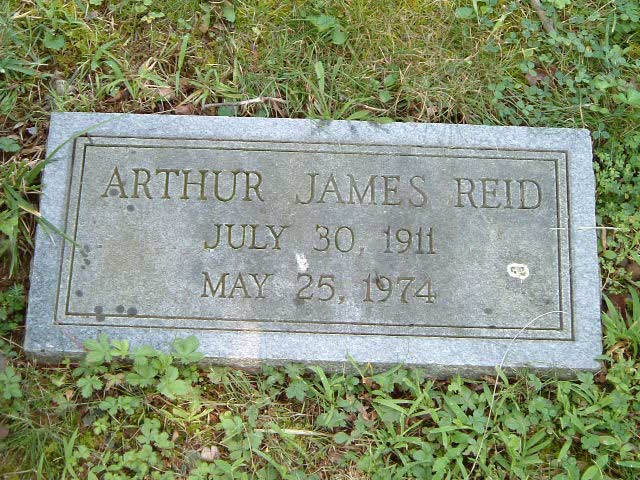 ARTHUR JAMES REID
JULY 30, 1911
MAY 25, 1974